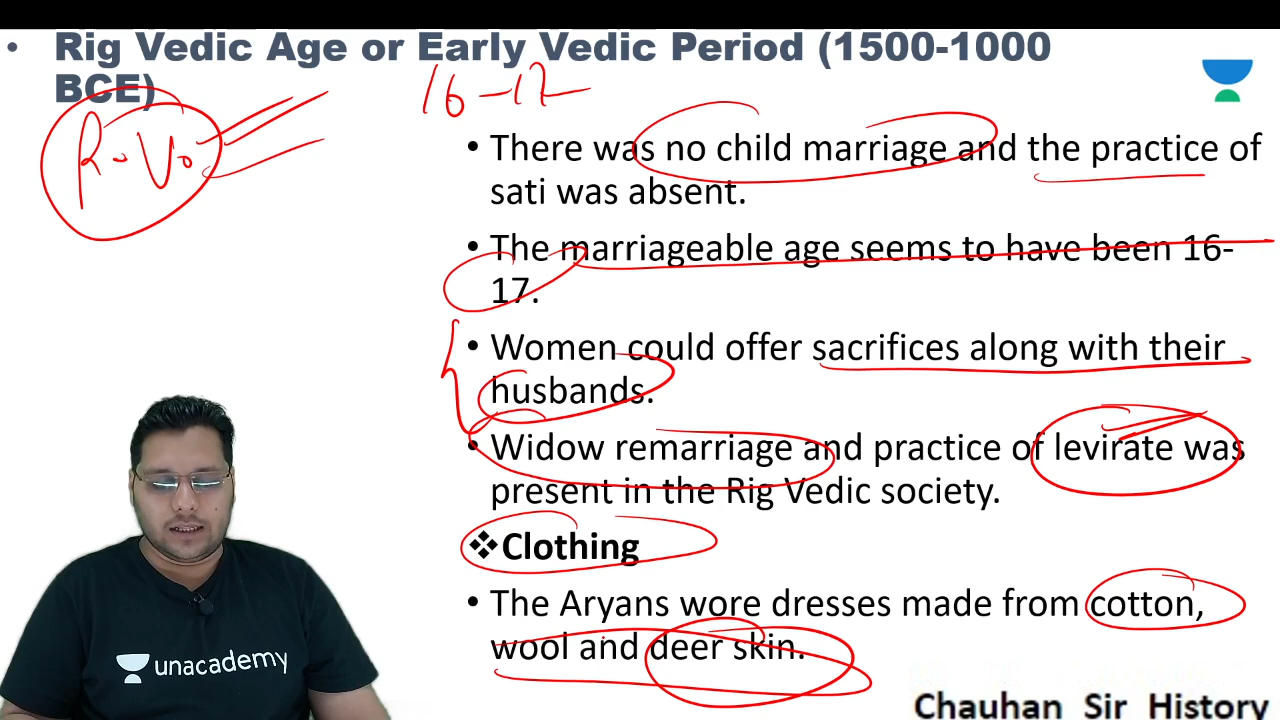 • Rig Vedic Age or Early Vedic Period (1500-1000
BCE)
16-17
R.V.
• There was no child marriage and the practice of
sati was absent.
• The marriageable age seems to have been 16-
17.
• Women could offer sacrifices along with their
husbands.
• Widow remarriage and practice of levirate was
present in the Rig Vedic society.
❖Clothing
• The Aryans wore dresses made from cotton,
wool and deer skin.
unacademy
Chauhan Sir History